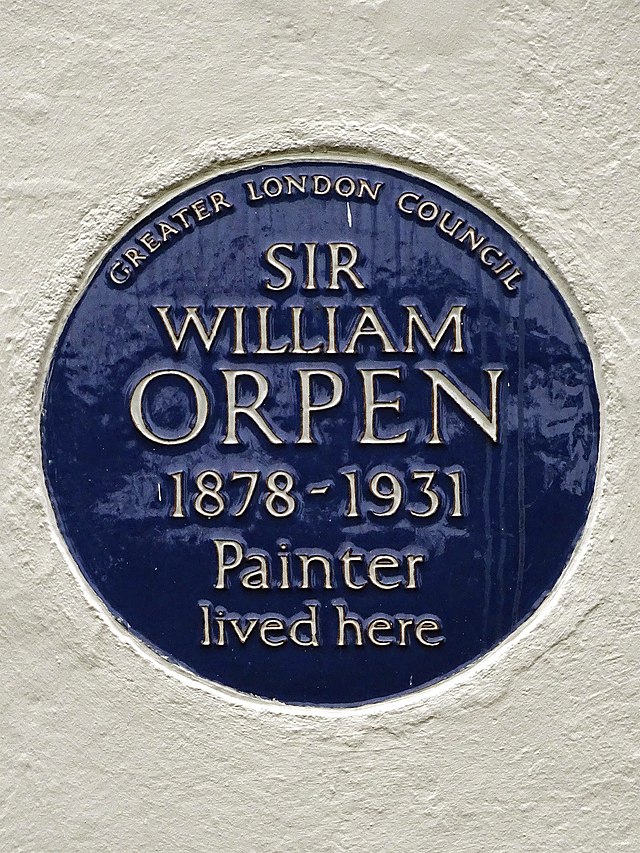 GREATER LONDON COUNCIL
SIR
WILLIAM
ORPEN
1878-1931
Painter
lived here